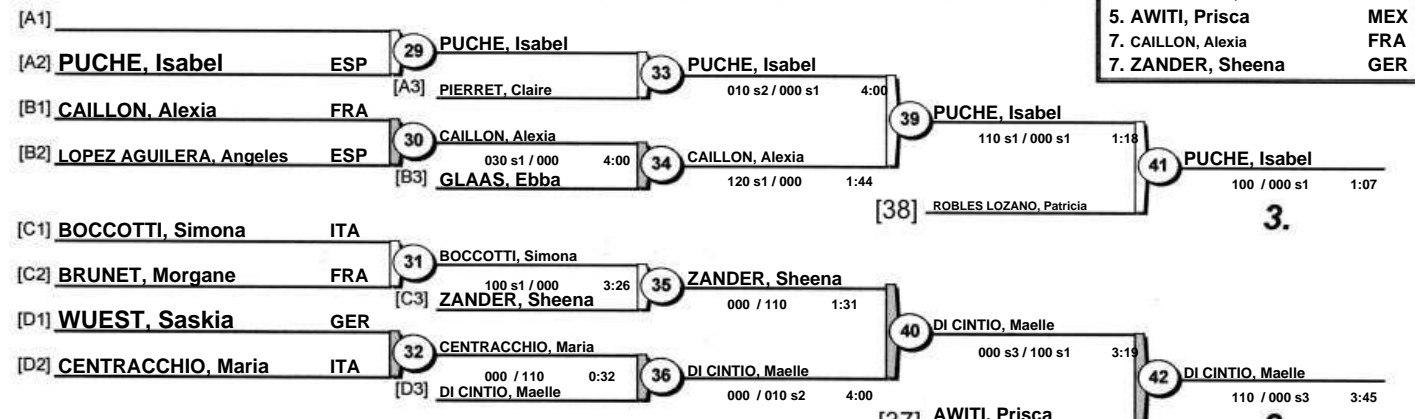 5. AWITI, Prisca MEX
7. CAILLON, Alexia FRA
7. ZANDER, Sheena GER
[A1]
[A2] PUCHE, Isabel ESP
29
PUCHE, Isabel
[A3] PIERRET, Claire
33
PUCHE, Isabel
010 s2 / 000 s1 4:00
[B1] CAILLON, Alexia FRA
[B2] LOPEZ AGUILERA, Angeles ESP
30
CAILLON, Alexia
030 s1 / 000 4:00
[B3] GLAAS, Ebba
34
CAILLON, Alexia
120 s1 / 000 1:44
39
PUCHE, Isabel
110 s1 / 000 s1 1:18
[38] ROBLES LOZANO, Patricia
41
PUCHE, Isabel
100 / 000 s1 1:07
3.
[C1] BOCCOTTI, Simona ITA
[C2] BRUNET, Morgane FRA
31
BOCCOTTI, Simona
100 s1 / 000 3:26
[C3] ZANDER, Sheena
35
ZANDER, Sheena
000 / 110 1:31
[D1] WUEST, Saskia GER
[D2] CENTRACCHIO, Maria ITA
32
CENTRACCHIO, Maria
000 / 110 0:32
[D3] DI CINTIO, Maelle
36
DI CINTIO, Maelle
000 / 010 s2 4:00
40
DI CINTIO, Maelle
000 s3 / 100 s1 3:19
[37] AWITI, Prisca
42
DI CINTIO, Maelle
110 / 000 s3 3:45